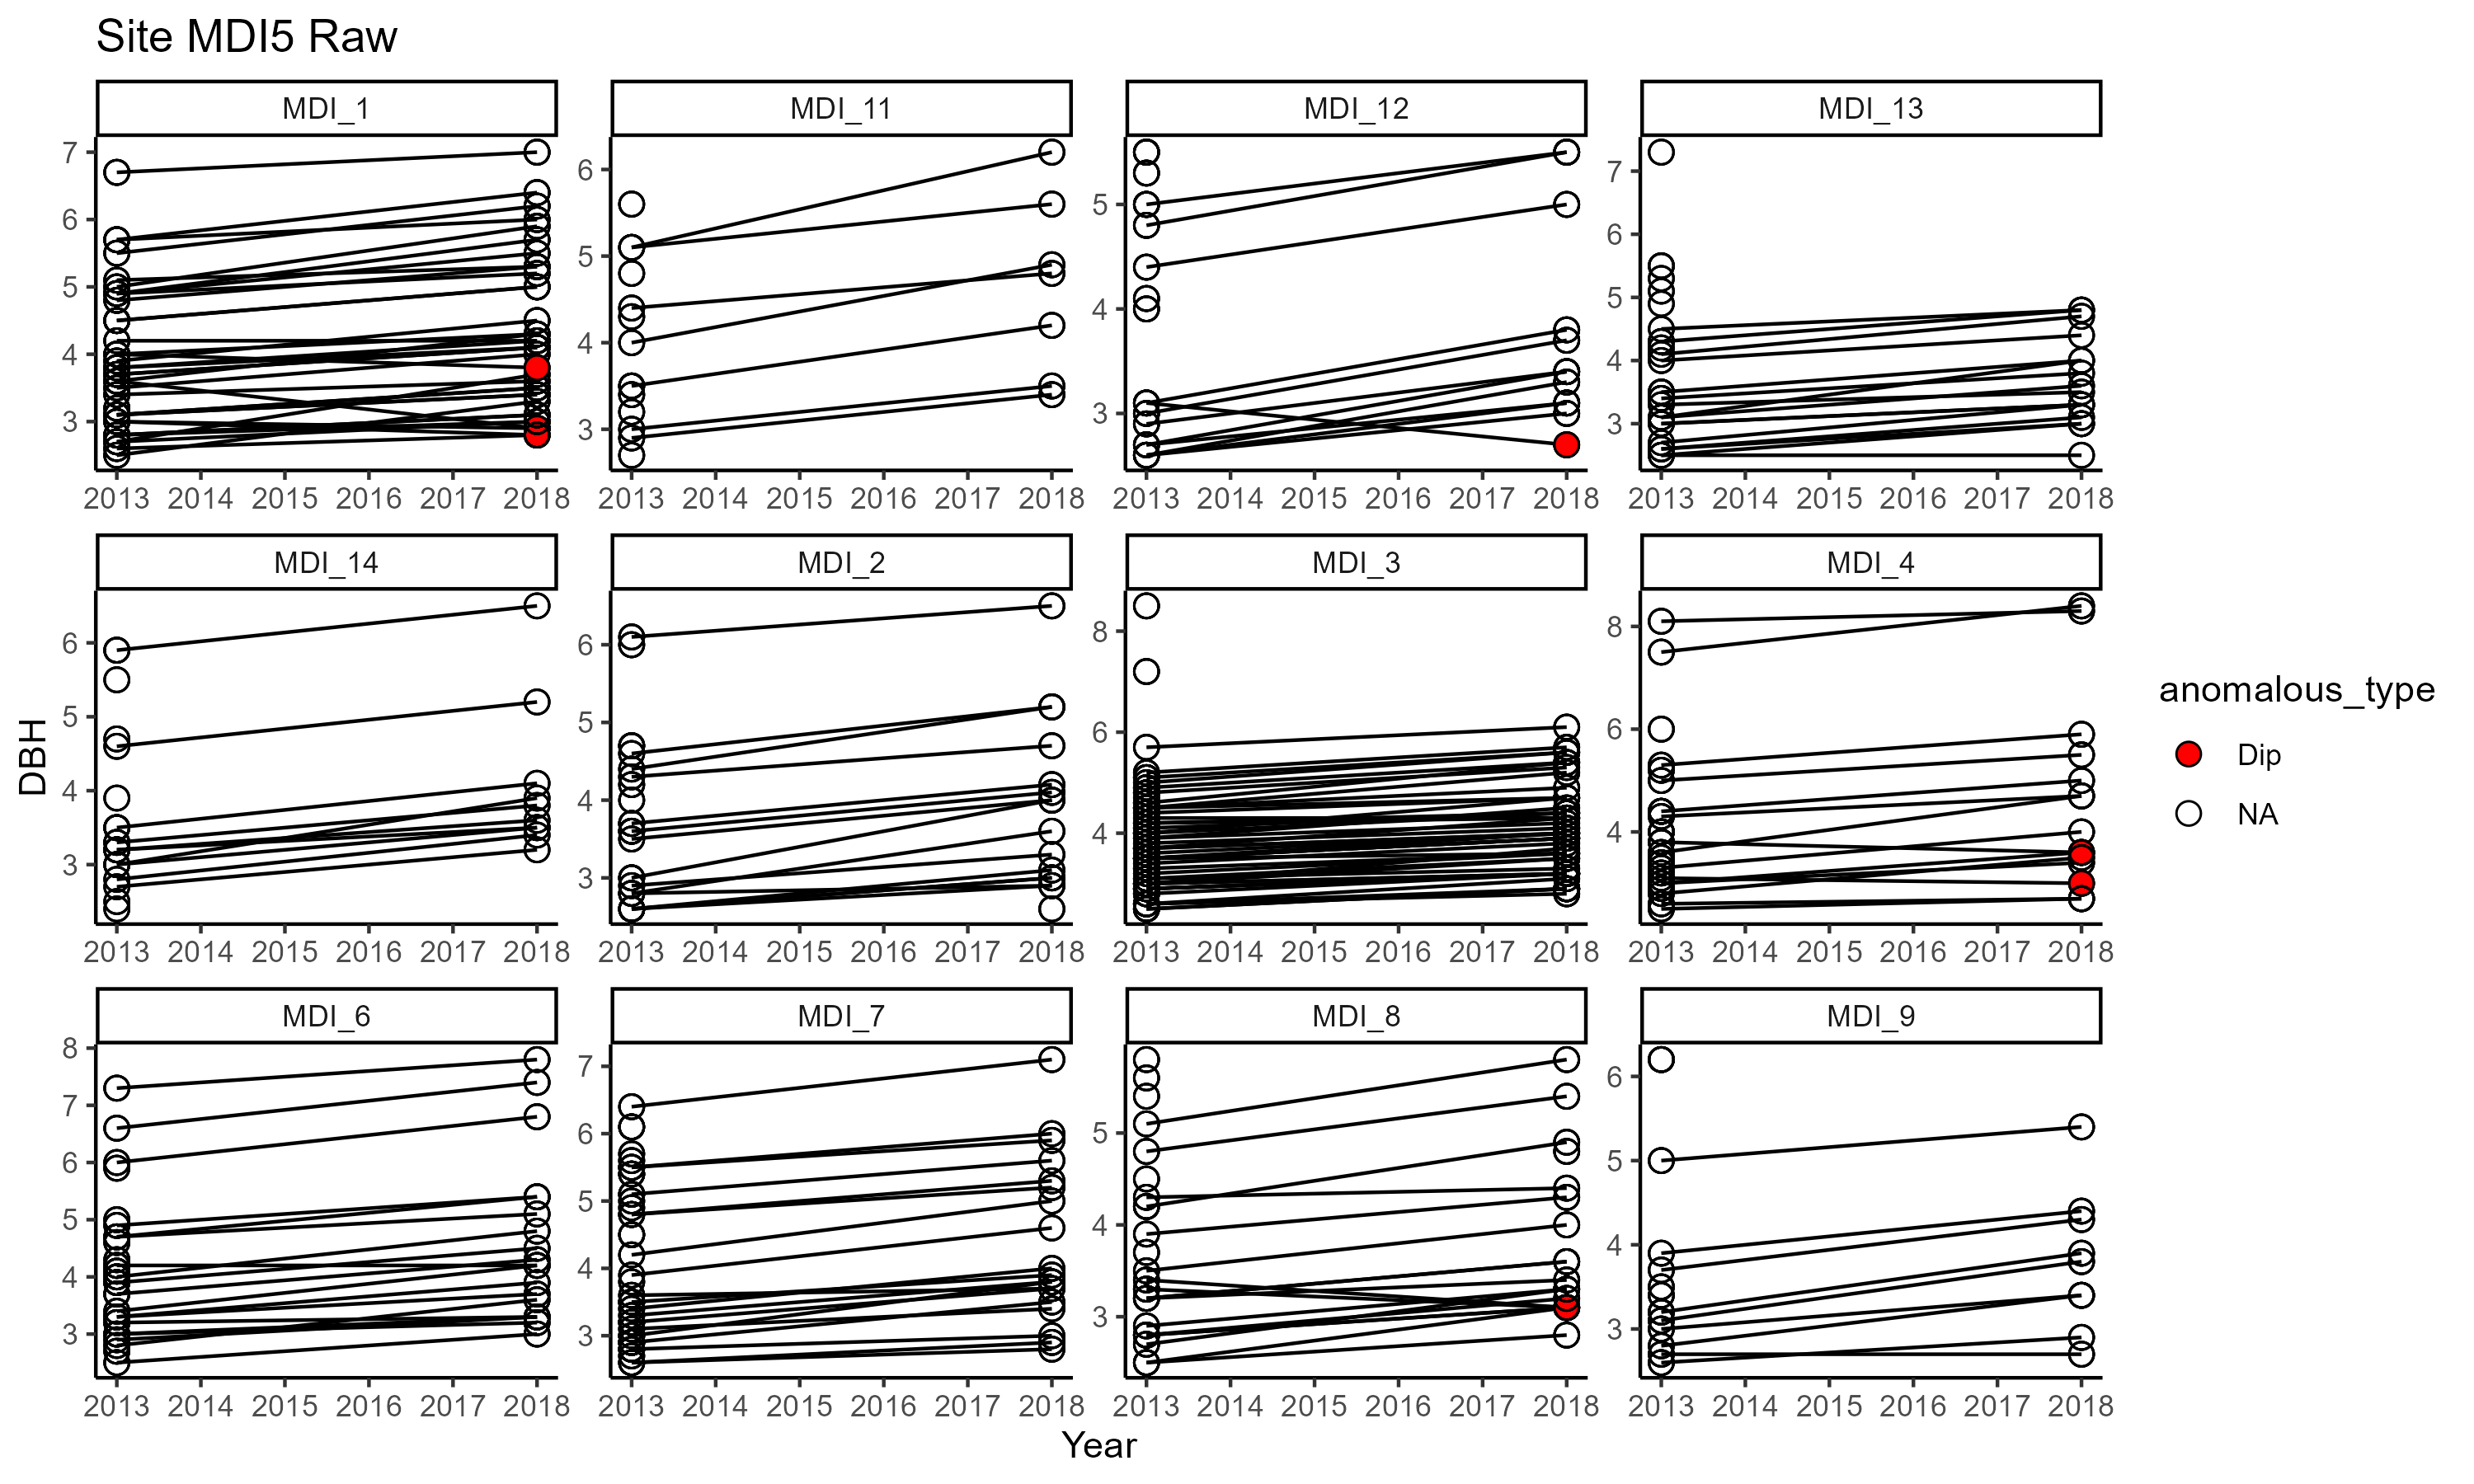 Site MDI5 Raw
MDI_1 MDI_11 MDI_12 MDI_13
7 6 5 4 3
6 5 4 3
5 4 3
7 6 5 4 3
2013 2014 2015 2016 2017 2018 2013 2014 2015 2016 2017 2018 2013 2014 2015 2016 2017 2018 2013 2014 2015 2016 2017 2018
MDI_14 MDI_2 MDI_3 MDI_4
6 5 4 3
6 5 4 3
8 6 4
8 6 4
2013 2014 2015 2016 2017 2018 2013 2014 2015 2016 2017 2018 2013 2014 2015 2016 2017 2018 2013 2014 2015 2016 2017 2018
MDI_6 MDI_7 MDI_8 MDI_9
8 7 6 5 4 3
7 6 5 4 3
5 4 3
6 5 4 3
2013 2014 2015 2016 2017 2018 2013 2014 2015 2016 2017 2018 2013 2014 2015 2016 2017 2018 2013 2014 2015 2016 2017 2018
DBH
Year
anomalous_type
Dip
NA